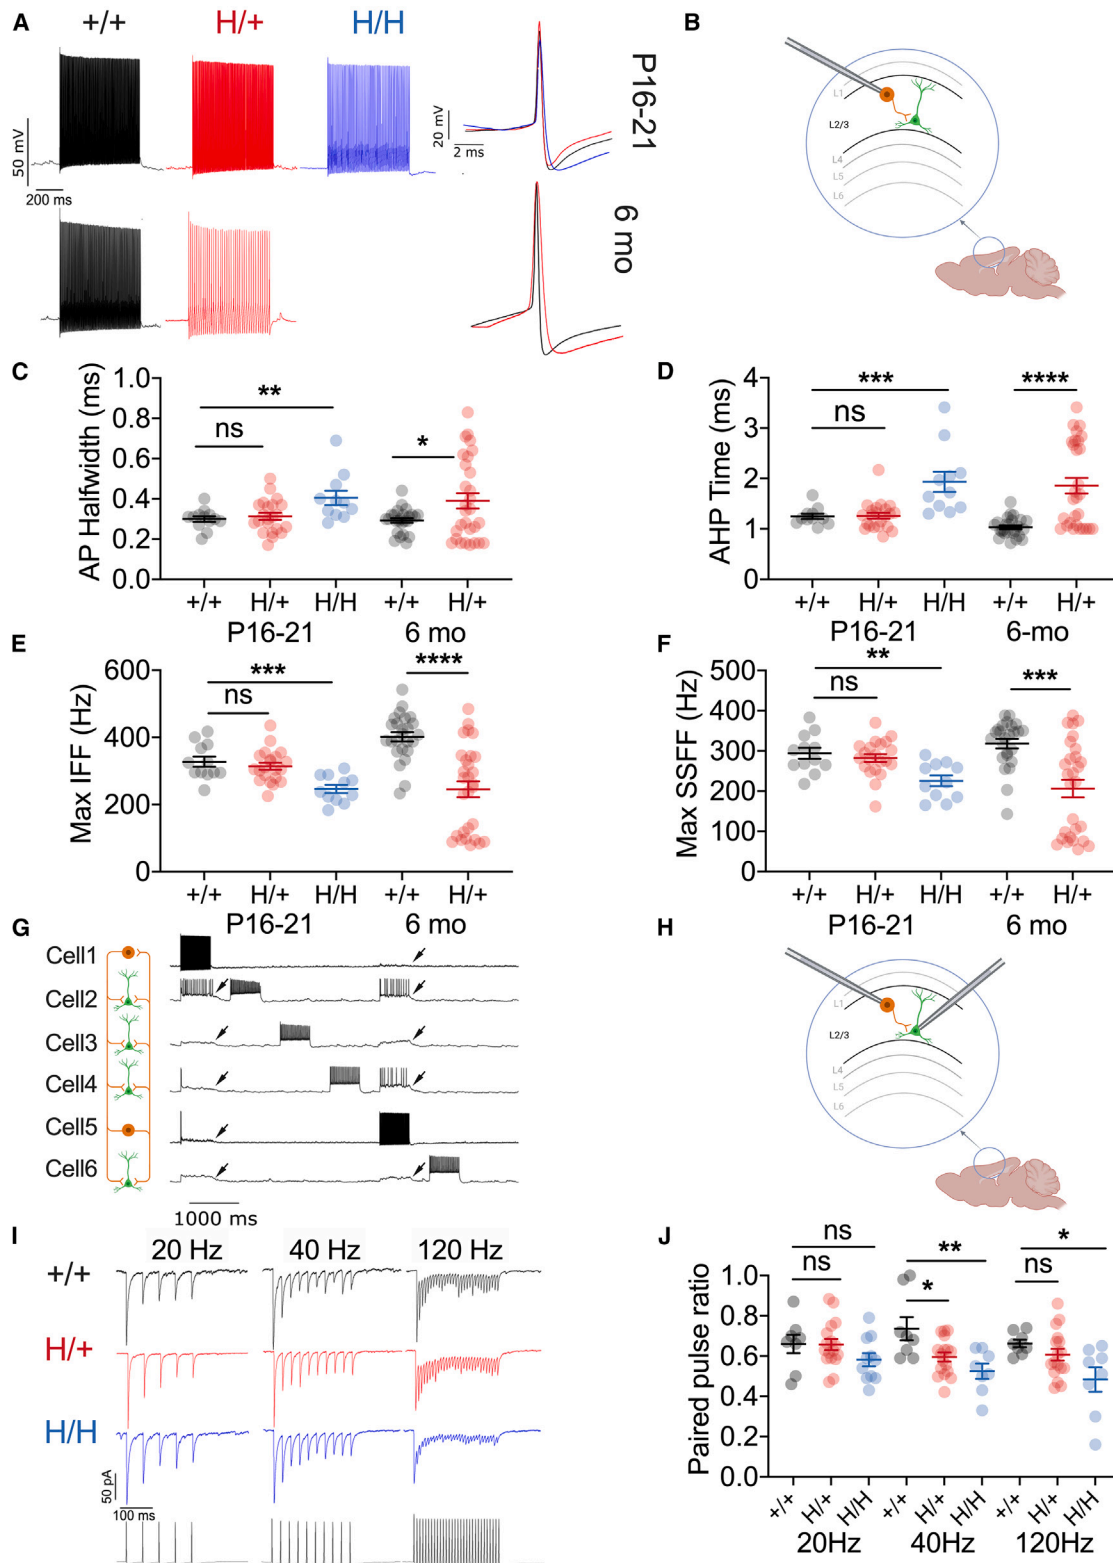 A
+/+
H/+
H/H
50 mV
200 ms
20 mV
2 ms
P16-21
6 mo
B
L1
L2/3
L4
L5
L6
C
AP Halfwidth (ms)
1.0
0.8
0.6
0.4
0.2
0.0
**
ns
*
+/+ H/+ H/H +/+ H/+
P16-21 6 mo
D
AHP Time (ms)
4
3
2
1
0
***
ns
****
+/+ H/+ H/H +/+ H/+
P16-21 6-mo
E
Max IFF (Hz)
600
400
200
0
***
ns
****
+/+ H/+ H/H +/+ H/+
P16-21 6 mo
F
Max SSFF (Hz)
500
400
300
200
100
0
**
ns
***
+/+ H/+ H/H +/+ H/+
P16-21 6 mo
G
Cell1
Cell2
Cell3
Cell4
Cell5
Cell6
1000 ms
H
L1
L2/3
L4
L5
L6
I
20 Hz 40 Hz 120 Hz
+/+
H/+
H/H
50 pA
100 ms
J
Paired pulse ratio
1.0
0.8
0.6
0.4
0.2
0.0
ns
ns
**
*
*
ns
+/+ H/+ H/H +/+ H/+ H/H +/+ H/+ H/H
20Hz 40Hz 120Hz